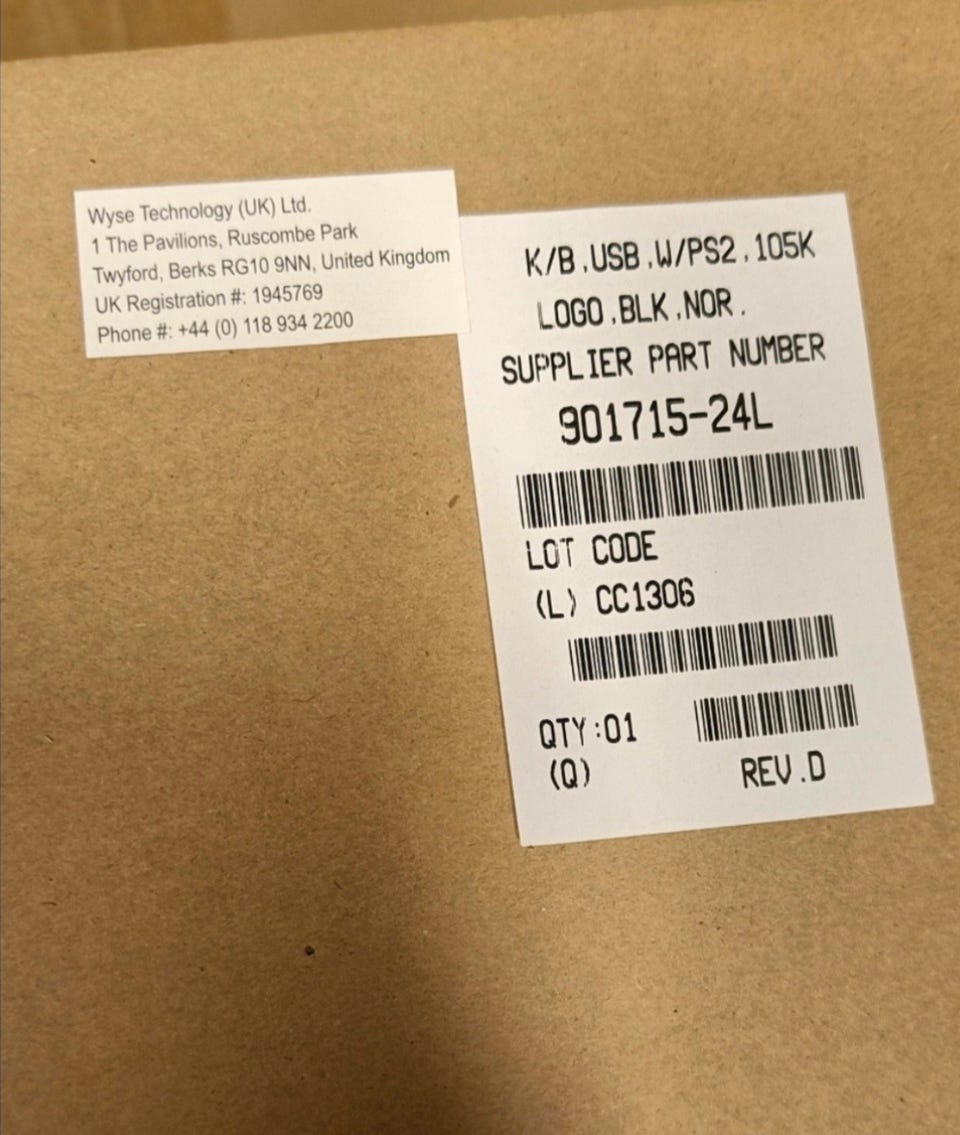 Wyse Technology (UK) Ltd.
1 The Pavilions, Ruscombe Park
Twyford, Berks RG10 9NN, United Kingdom
UK Registration #: 1945769
Phone #: +44 (0) 118 934 2200
K/B.USB.W/PS2.105K
LOGO.BLK.NOR.
SUPPLIER PART NUMBER
901715-24L
LOT CODE
(L) CC1306
QTY:01
(Q)
REV.D